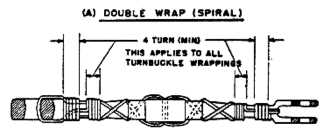 (A) DOUBLE WRAP (SPIRAL)
4 TURN (MIN)
THIS APPLIES TO ALL
TURNBUCKLE WRAPPINGS